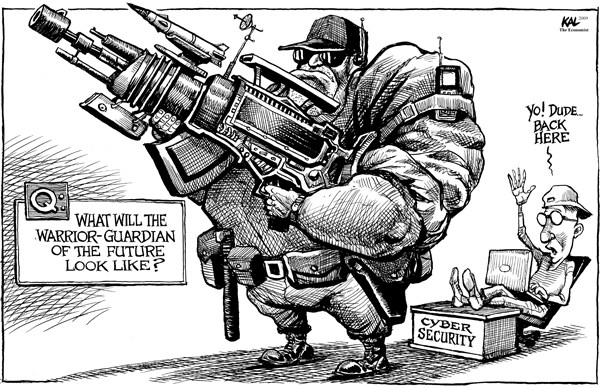 KAL 2009
The Economist
YO! DUDE...
BACK
HERE
Q
WHAT WILL THE
WARRIOR-GUARDIAN
OF THE FUTURE
LOOK LIKE?
CYBER
SECURITY